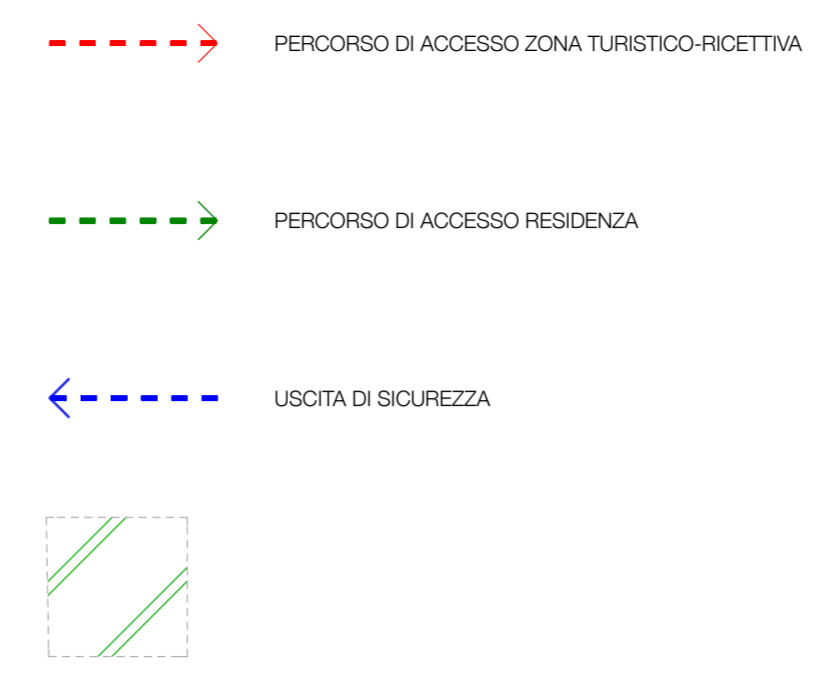 PERCORSO DI ACCESSO ZONA TURISTICO-RICETTIVA
PERCORSO DI ACCESSO RESIDENZA
USCITA DI SICUREZZA